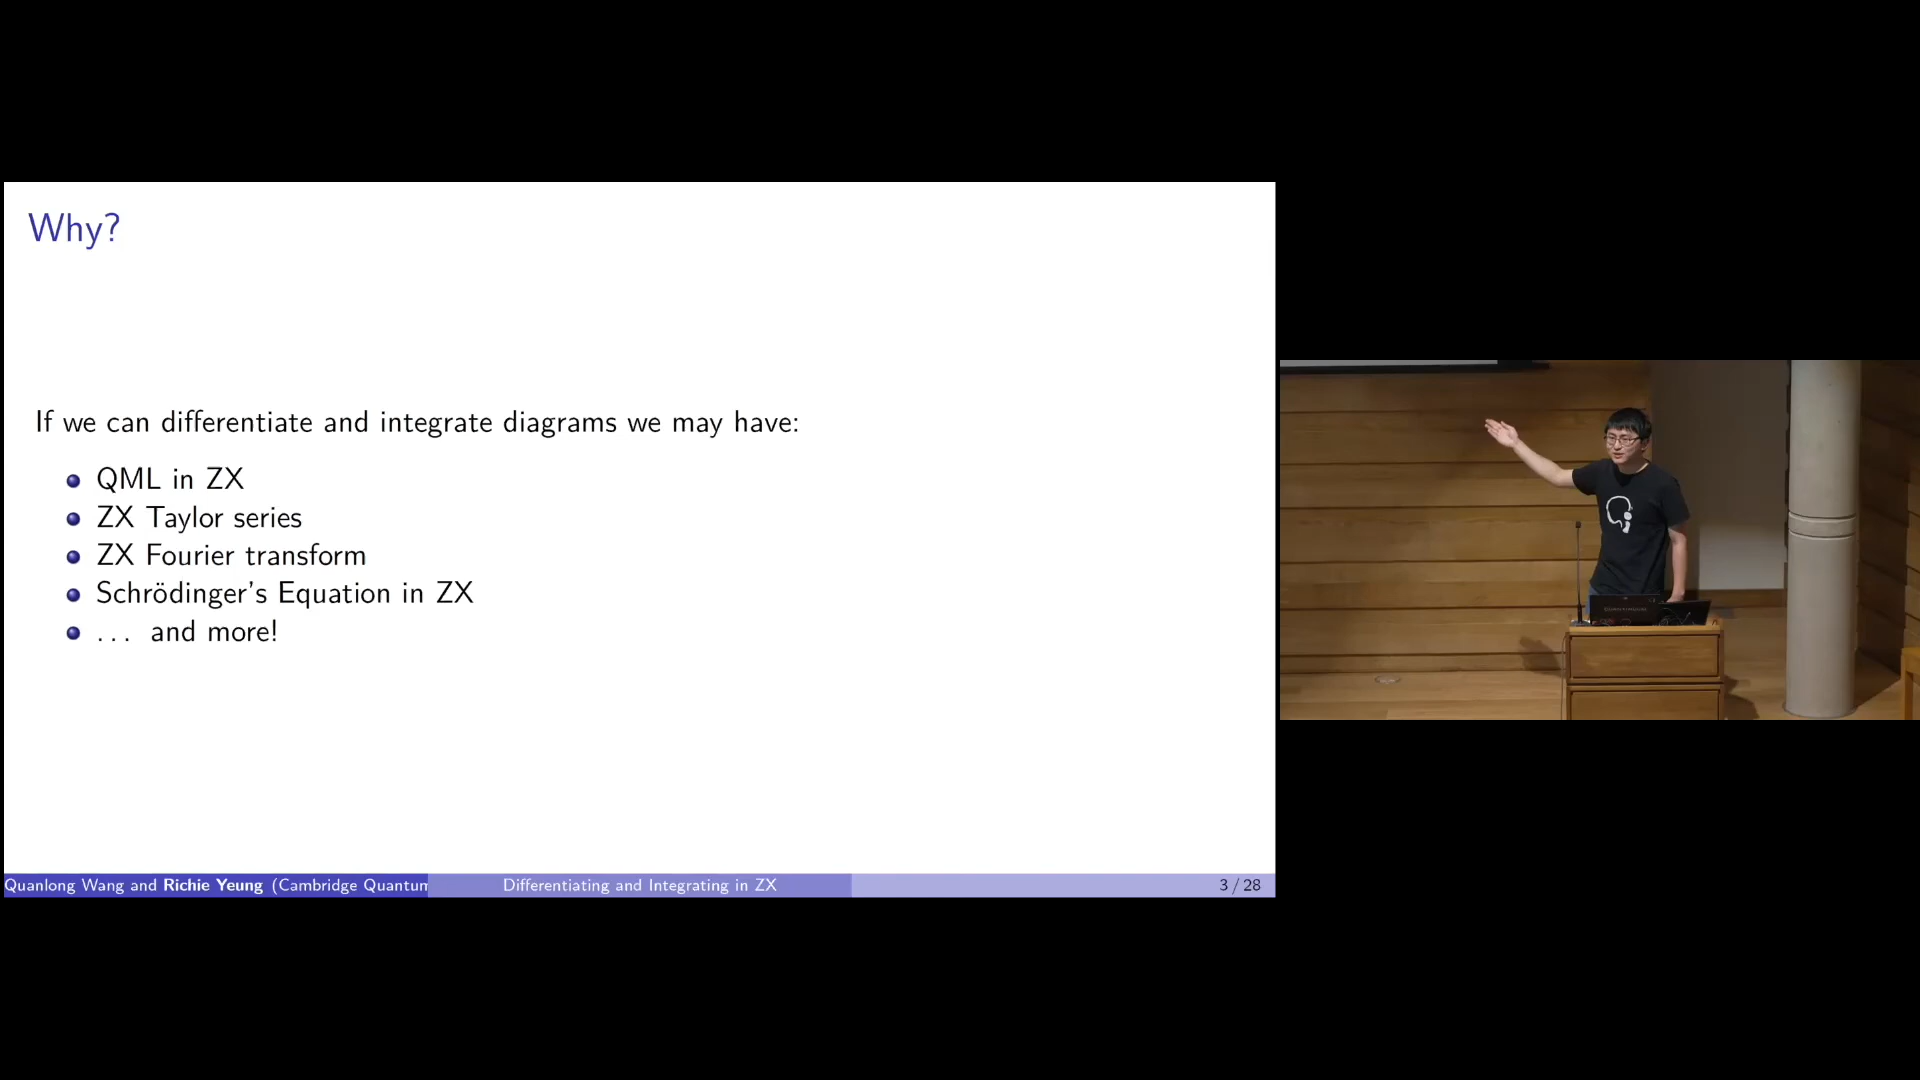 Why?
If we can differentiate and integrate diagrams we may have:
QML in ZX
ZX Taylor series
ZX Fourier transform
Schrödinger's Equation in ZX
... and more!
Quanlong Wang and Richie Yeung (Cambridge Quantum
Differentiating and Integrating in ZX
3 / 28